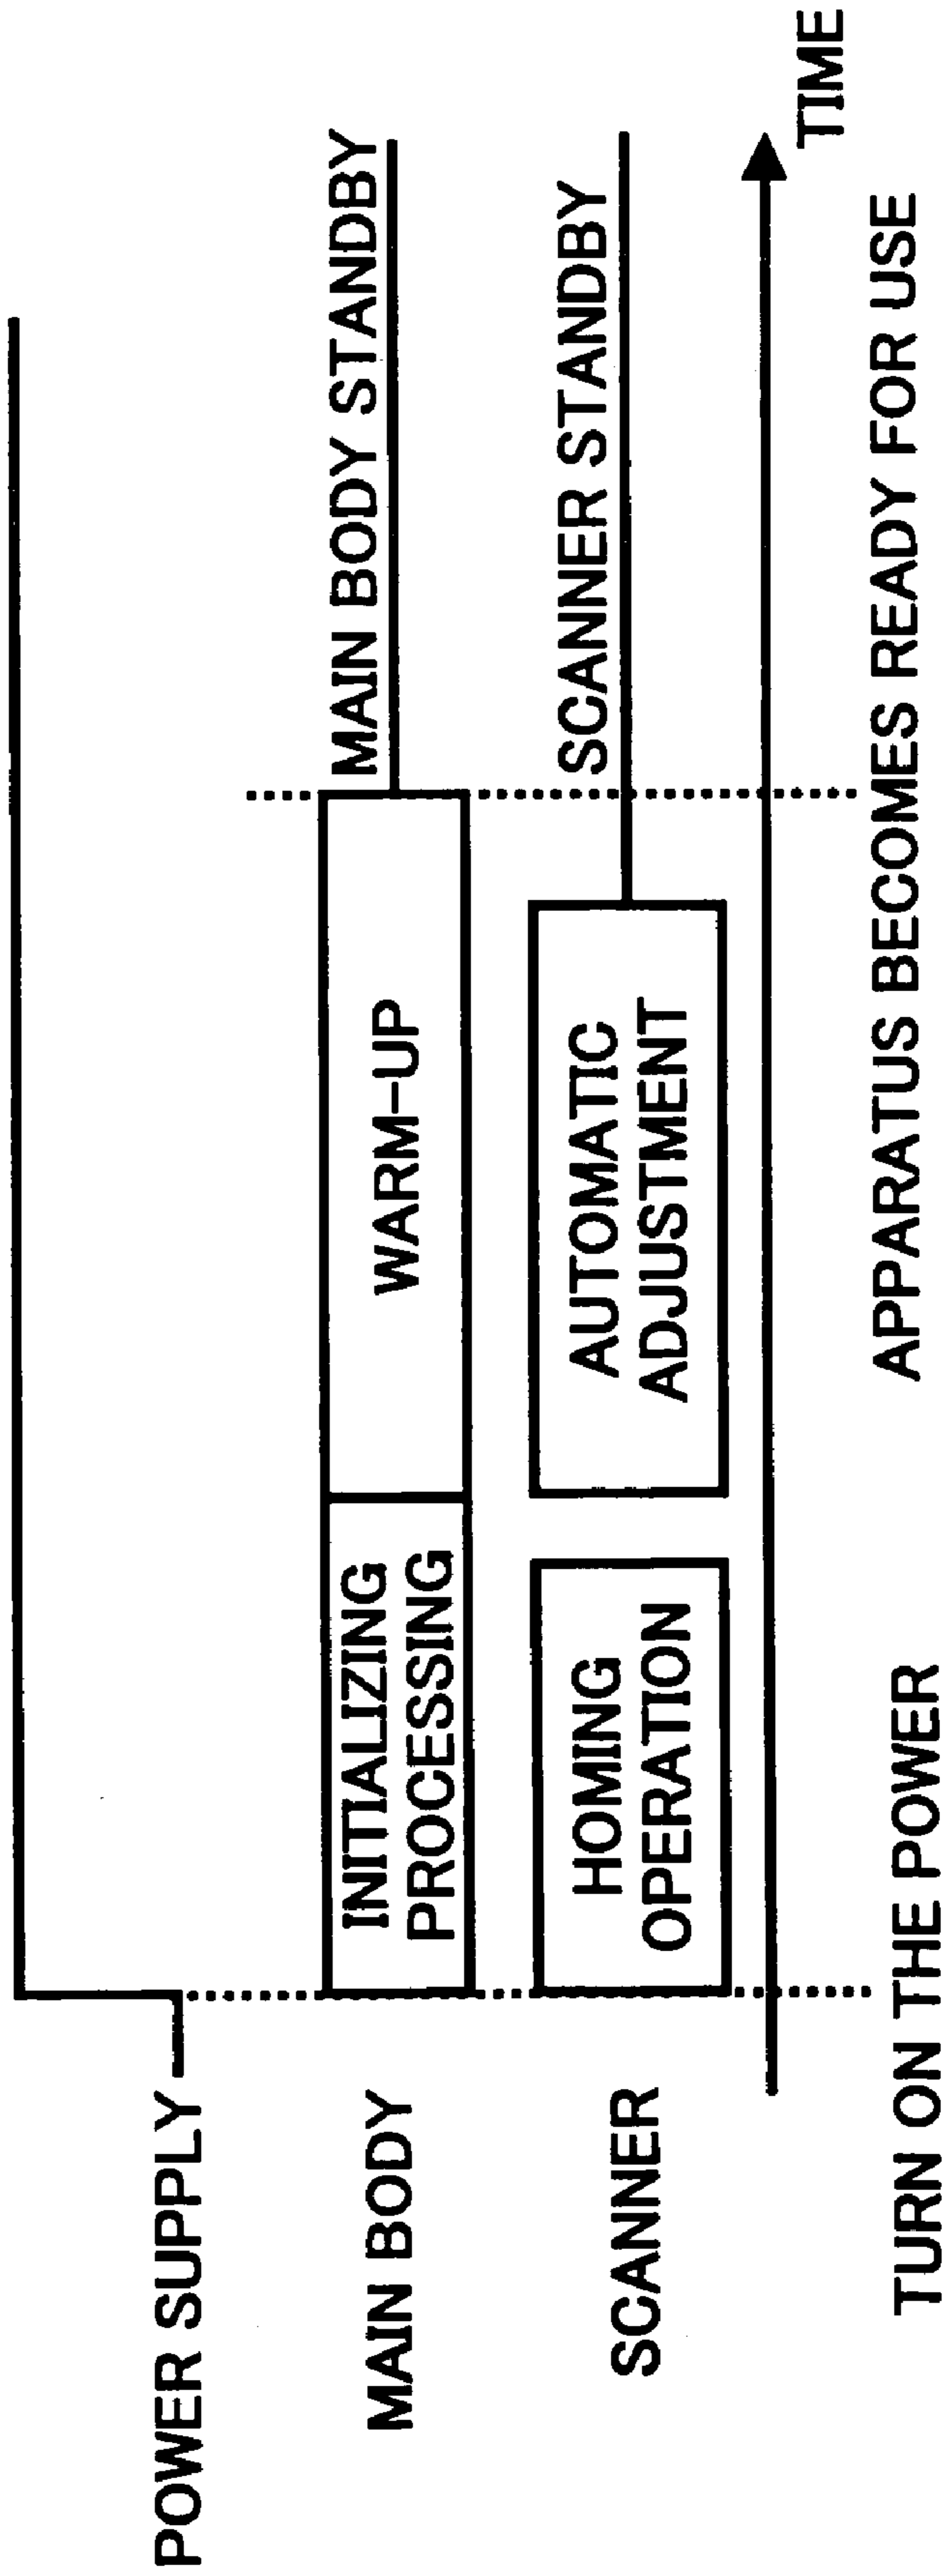 POWER SUPPLY
MAIN BODY
INITIALIZING
PROCESSING
WARM-UP
MAIN BODY STANDBY
SCANNER
HOMING
OPERATION
AUTOMATIC
ADJUSTMENT
SCANNER STANDBY
TIME
TURN ON THE POWER
APPARATUS BECOMES READY FOR USE